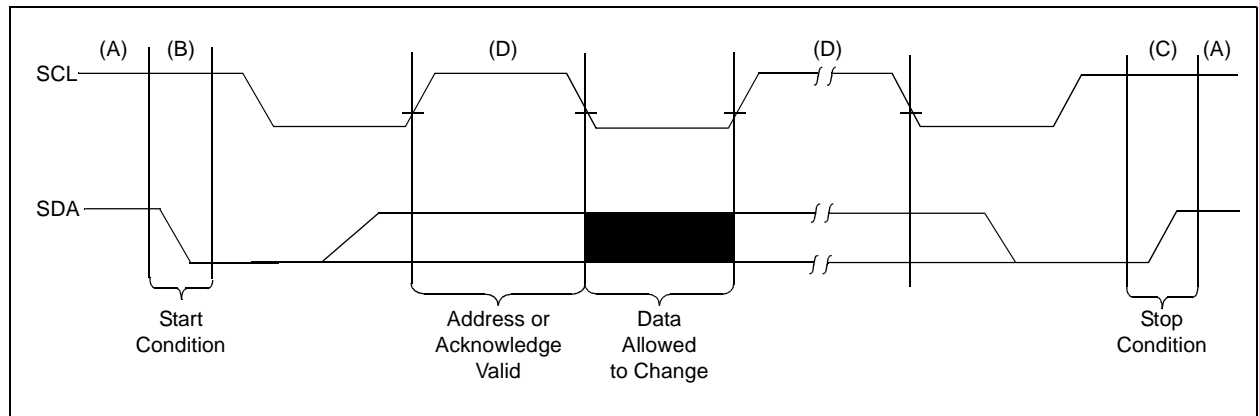 (A) (B) (D) (D) (C) (A)
SCL
SDA
Start
Condition
Address or
Acknowledge
Valid
Data
Allowed
to Change
Stop
Condition